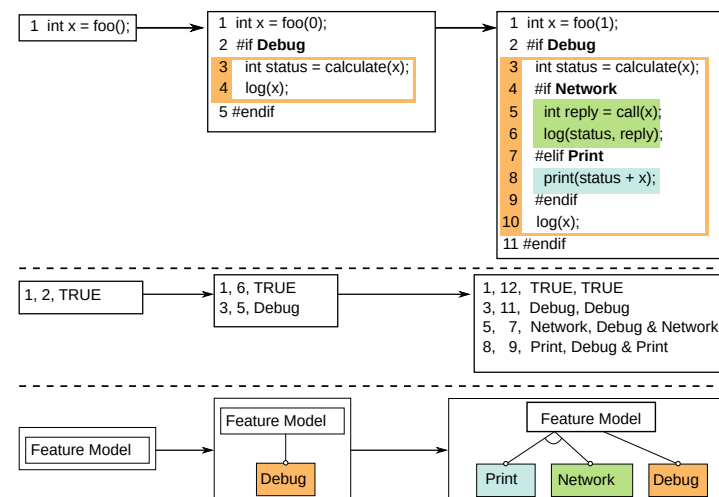 1 int x = foo();
1 int x = foo(0);
2 #if Debug
3 int status = calculate(x);
4 log(x);
5 #endif
1 int x = foo(1);
2 #if Debug
3 int status = calculate(x);
4 #if Network
5 int reply = call(x);
6 log(status, reply);
7 #elif Print
8 print(status + x);
9 #endif
10 log(x);
11 #endif
1, 2, TRUE
1, 6, TRUE
3, 5, Debug
1, 12, TRUE, TRUE
3, 11, Debug, Debug
5, 7, Network, Debug & Network
8, 9, Print, Debug & Print
Feature Model
Feature Model
Debug
Feature Model
Print Network Debug